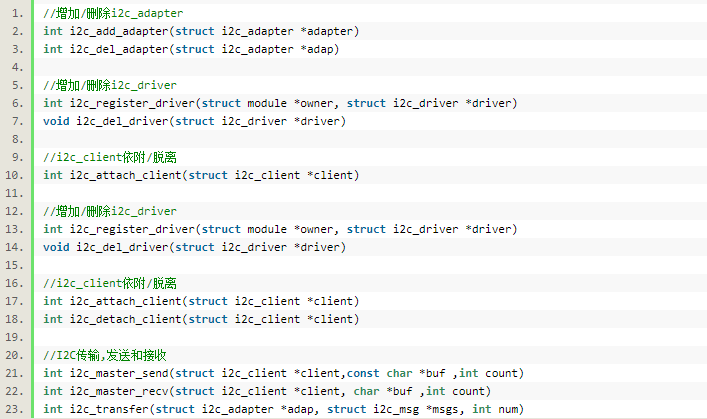 1. //增加/删除i2c_adapter
2. int i2c_add_adapter(struct i2c_adapter *adapter)
3. int i2c_del_adapter(struct i2c_adapter *adap)
4.
5. //增加/删除i2c_driver
6. int i2c_register_driver(struct module *owner, struct i2c_driver *driver)
7. void i2c_del_driver(struct i2c_driver *driver)
8.
9. //i2c_client依附/脱离
10. int i2c_attach_client(struct i2c_client *client)
11.
12. //增加/删除i2c_driver
13. int i2c_register_driver(struct module *owner, struct i2c_driver *driver)
14. void i2c_del_driver(struct i2c_driver *driver)
15.
16. //i2c_client依附/脱离
17. int i2c_attach_client(struct i2c_client *client)
18. int i2c_detach_client(struct i2c_client *client)
19.
20. //I2C传输,发送和接收
21. int i2c_master_send(struct i2c_client *client,const char *buf ,int count)
22. int i2c_master_recv(struct i2c_client *client, char *buf ,int count)
23. int i2c_transfer(struct i2c_adapter *adap, struct i2c_msg *msgs, int num)